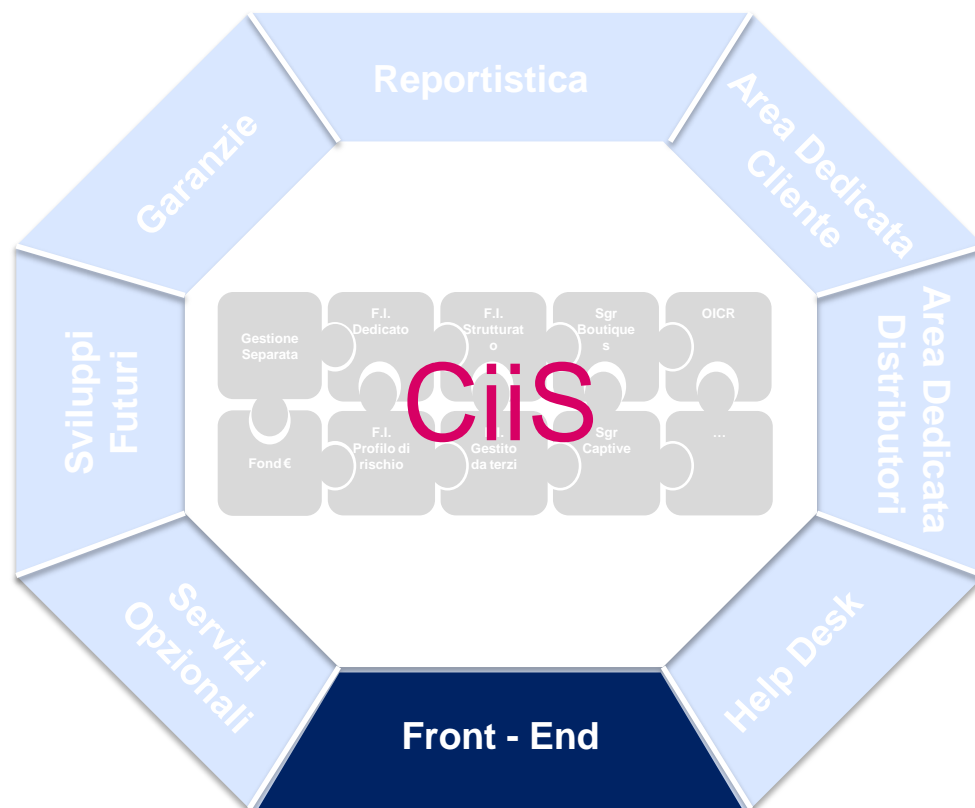 Reportistica
Garanzie
Area Dedicata
Cliente
Sviluppi
Futuri
Area Dedicata
Distributori
Gestione
Separata
F.I.
Dedicato
F.I.
Strutturat
o
Sgr
Boutique
s
OICR
CiiS
Fond €
F.I.
Profilo di
rischio
Gestito
da terzi
Sgr
Captive
...
Servizi
Opzionali
Help Desk
Front - End